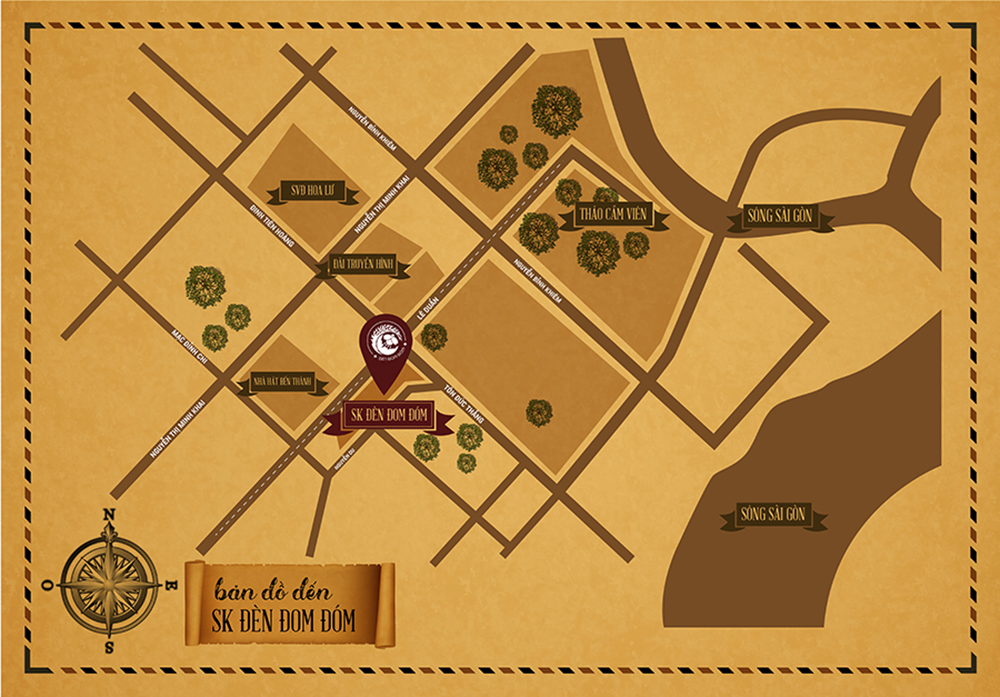 NGUYỄN BỈNH KHIÊM
SVĐ HOA LƯ
NGUYỄN THỊ MINH KHAI
ĐINH TIÊN HOÀNG
THẢO CẦM VIÊN
SÔNG SÀI GÒN
ĐÀI TRUYỀN HÌNH
NGUYỄN BỈNH KHIÊM
LÊ DUẨN
MẠC ĐĨNH CHI
NHÀ HÁT BẾN THÀNH
TÔN ĐỨC THẮNG
SK ĐÈN ĐOM ĐÓM
NGUYỄN THỊ MINH KHAI
NGUYỄN DU
SÔNG SÀI GÒN
N
O
E
S
bản đồ đến
SK ĐÈN ĐOM ĐÓM